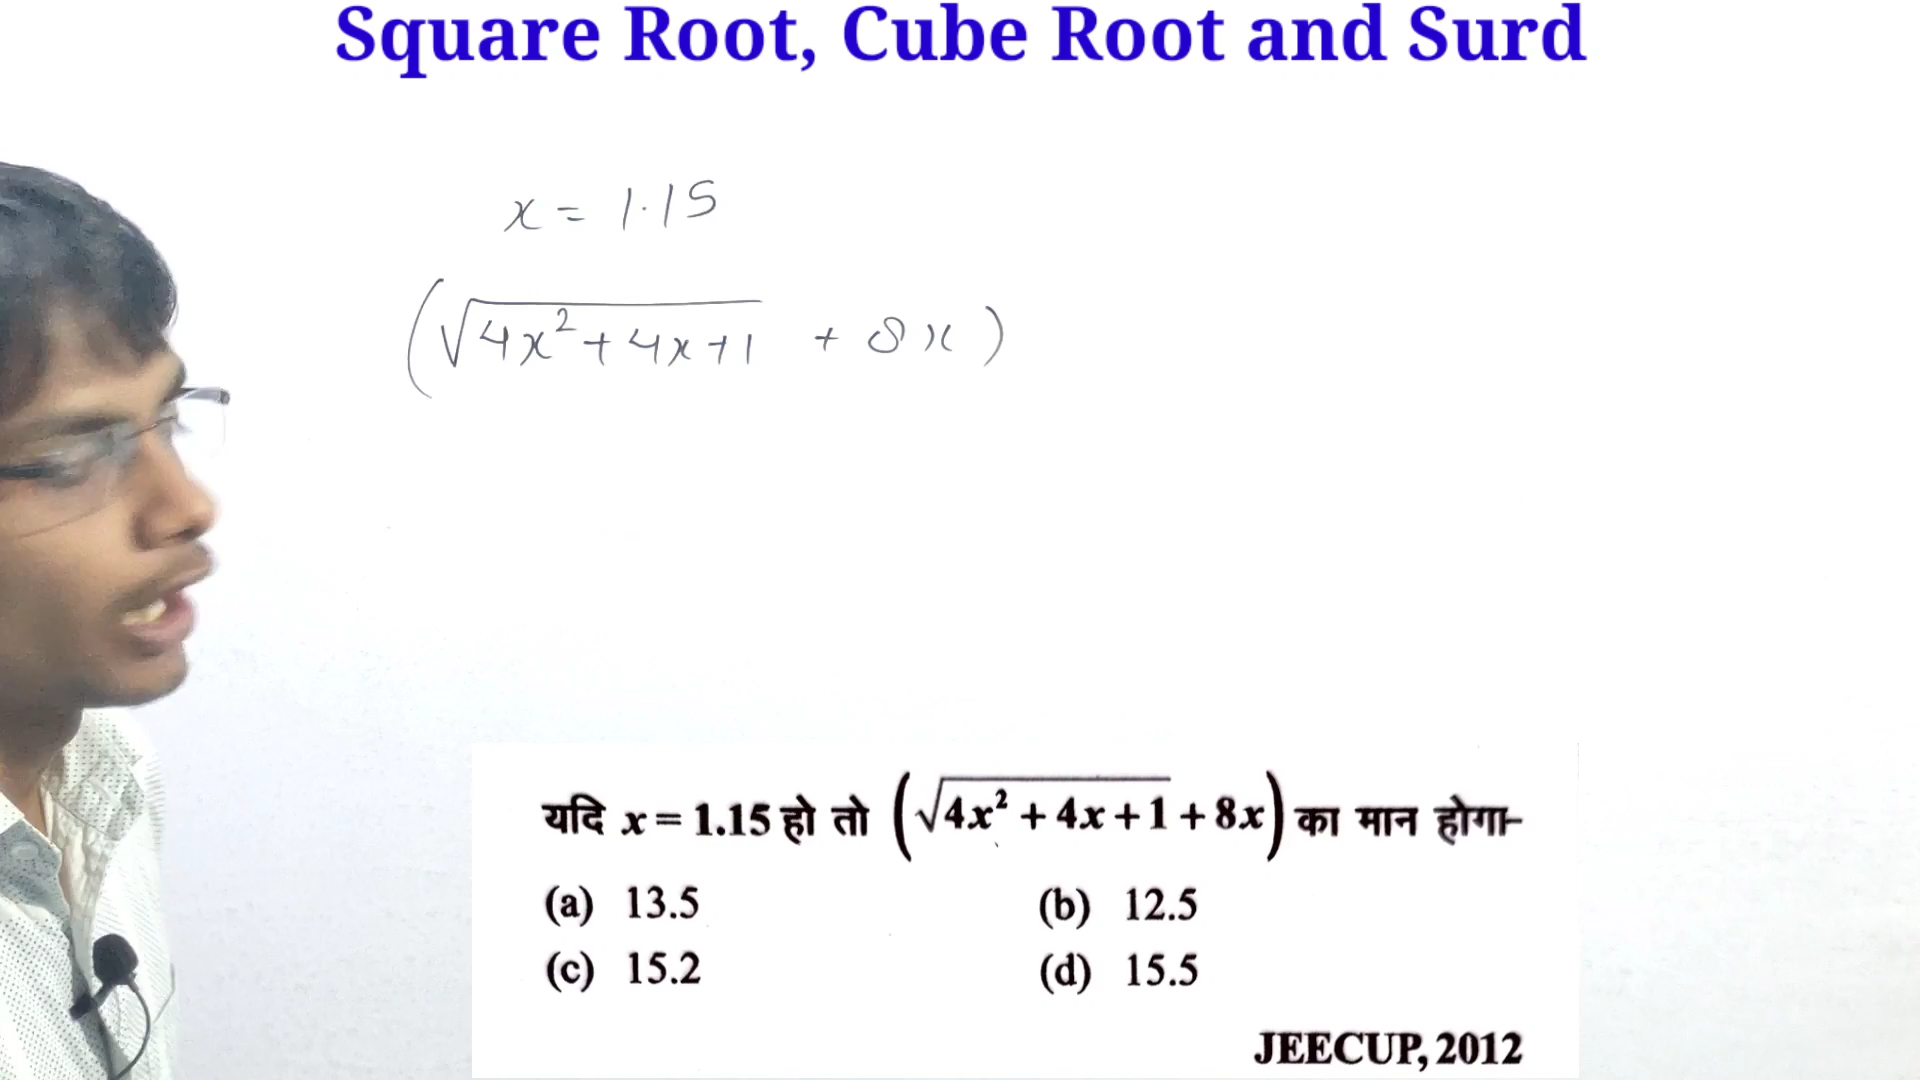 Square Root, Cube Root and Surd
x = 1.15
(√4x² + 4x + 1 + 8x)
यदि x = 1.15 हो तो (√4x² + 4x + 1 + 8x) का मान होगा-
(a) 13.5 (b) 12.5
(c) 15.2 (d) 15.5
JEECUP, 2012